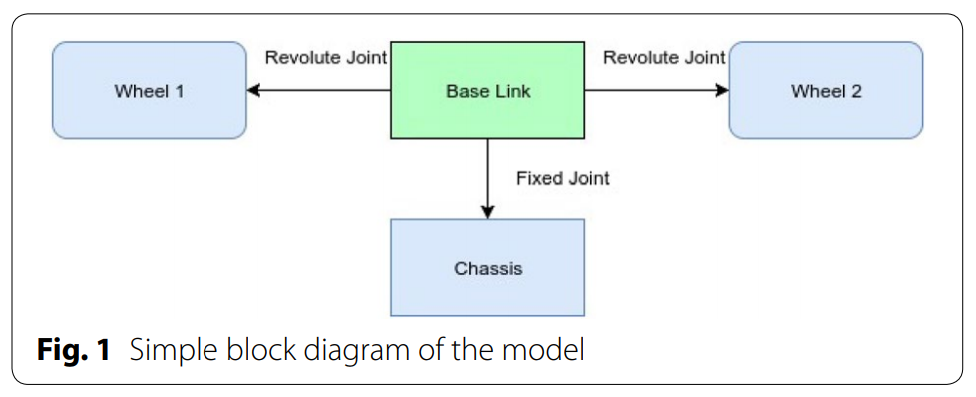 Revolute Joint
Revolute Joint
Wheel 1
Base Link
Wheel 2
Fixed Joint
Chassis
Fig. 1 Simple block diagram of the model